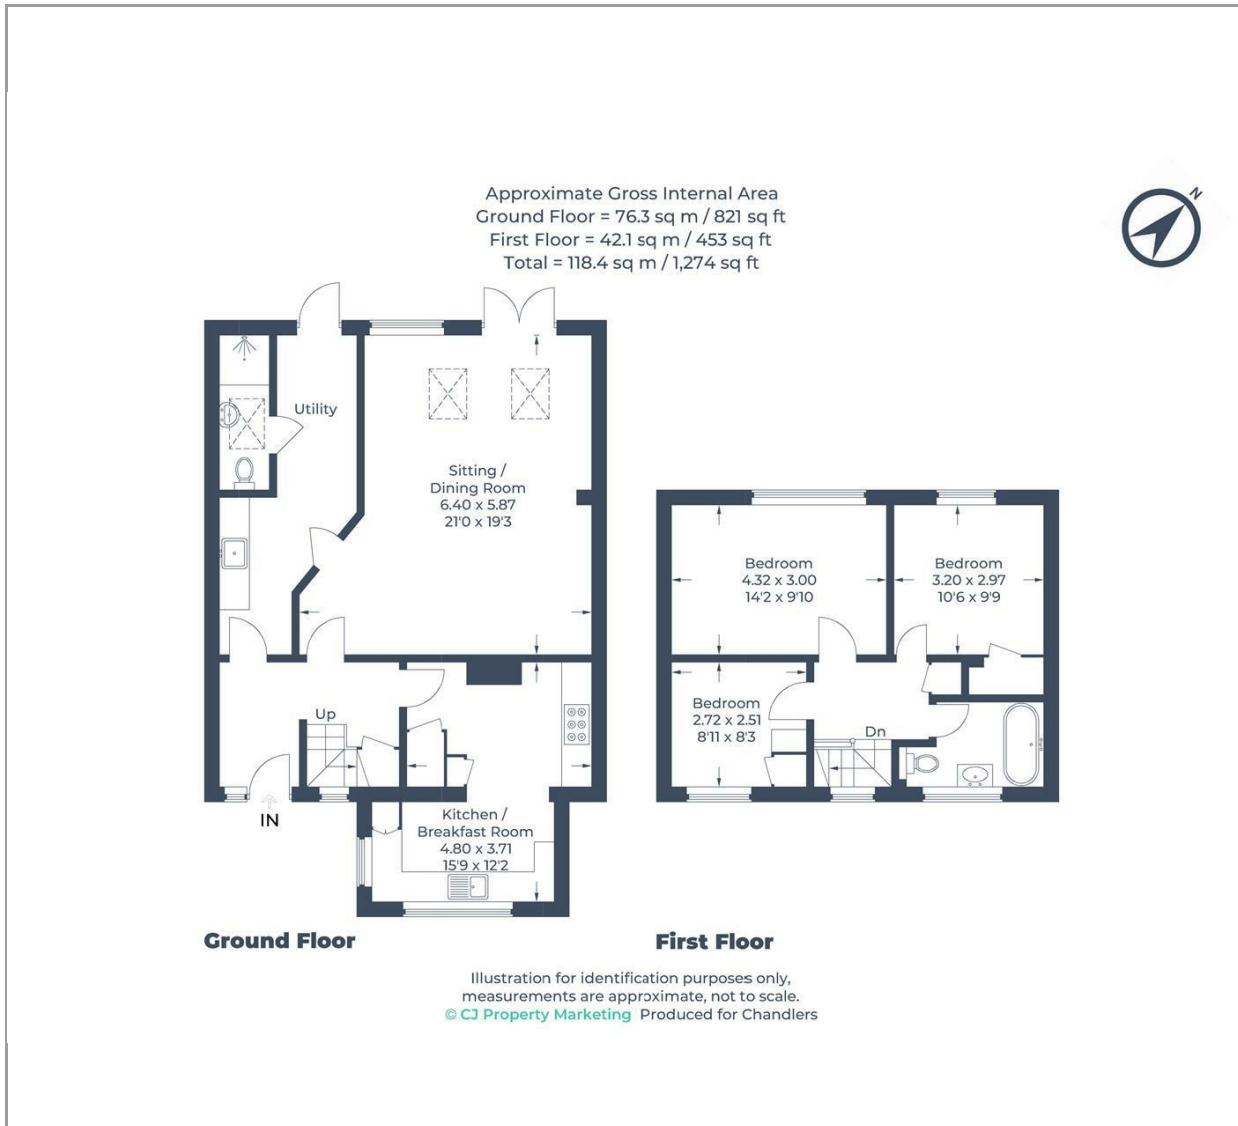 Approximate Gross Internal Area
Ground Floor = 76.3 sq m / 821 sq ft
First Floor = 42.1 sq m / 453 sq ft
Total = 118.4 sq m / 1,274 sq ft
N
Utility
Sitting /
Dining Room
6.40 x 5.87
21'0 x 19'3
Up
IN
Kitchen /
Breakfast Room
4.80 x 3.71
15'9 x 12'2
Ground Floor
Bedroom
4.32 x 3.00
14'2 x 9'10
Bedroom
3.20 x 2.97
10'6 x 9'9
Bedroom
2.72 x 2.51
8'11 x 8'3
Dn
First Floor
Illustration for identification purposes only,
measurements are approximate, not to scale.
© CJ Property Marketing Produced for Chandlers